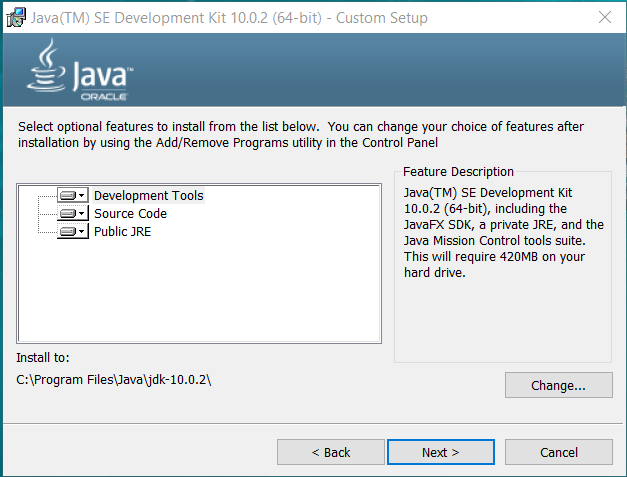 Java(TM) SE Development Kit 10.0.2 (64-bit) - Custom Setup
Java™
ORACLE
Select optional features to install from the list below.  You can change your choice of features after
installation by using the Add/Remove Programs utility in the Control Panel
Development Tools
Source Code
Public JRE
Feature Description
Java(TM) SE Development Kit
10.0.2 (64-bit), including the
JavaFX SDK, a private JRE, and the
Java Mission Control tools suite.
This will require 420MB on your
hard drive.
Install to:
C:\Program Files\Java\jdk-10.0.2\
Change...
< Back
Next >
Cancel